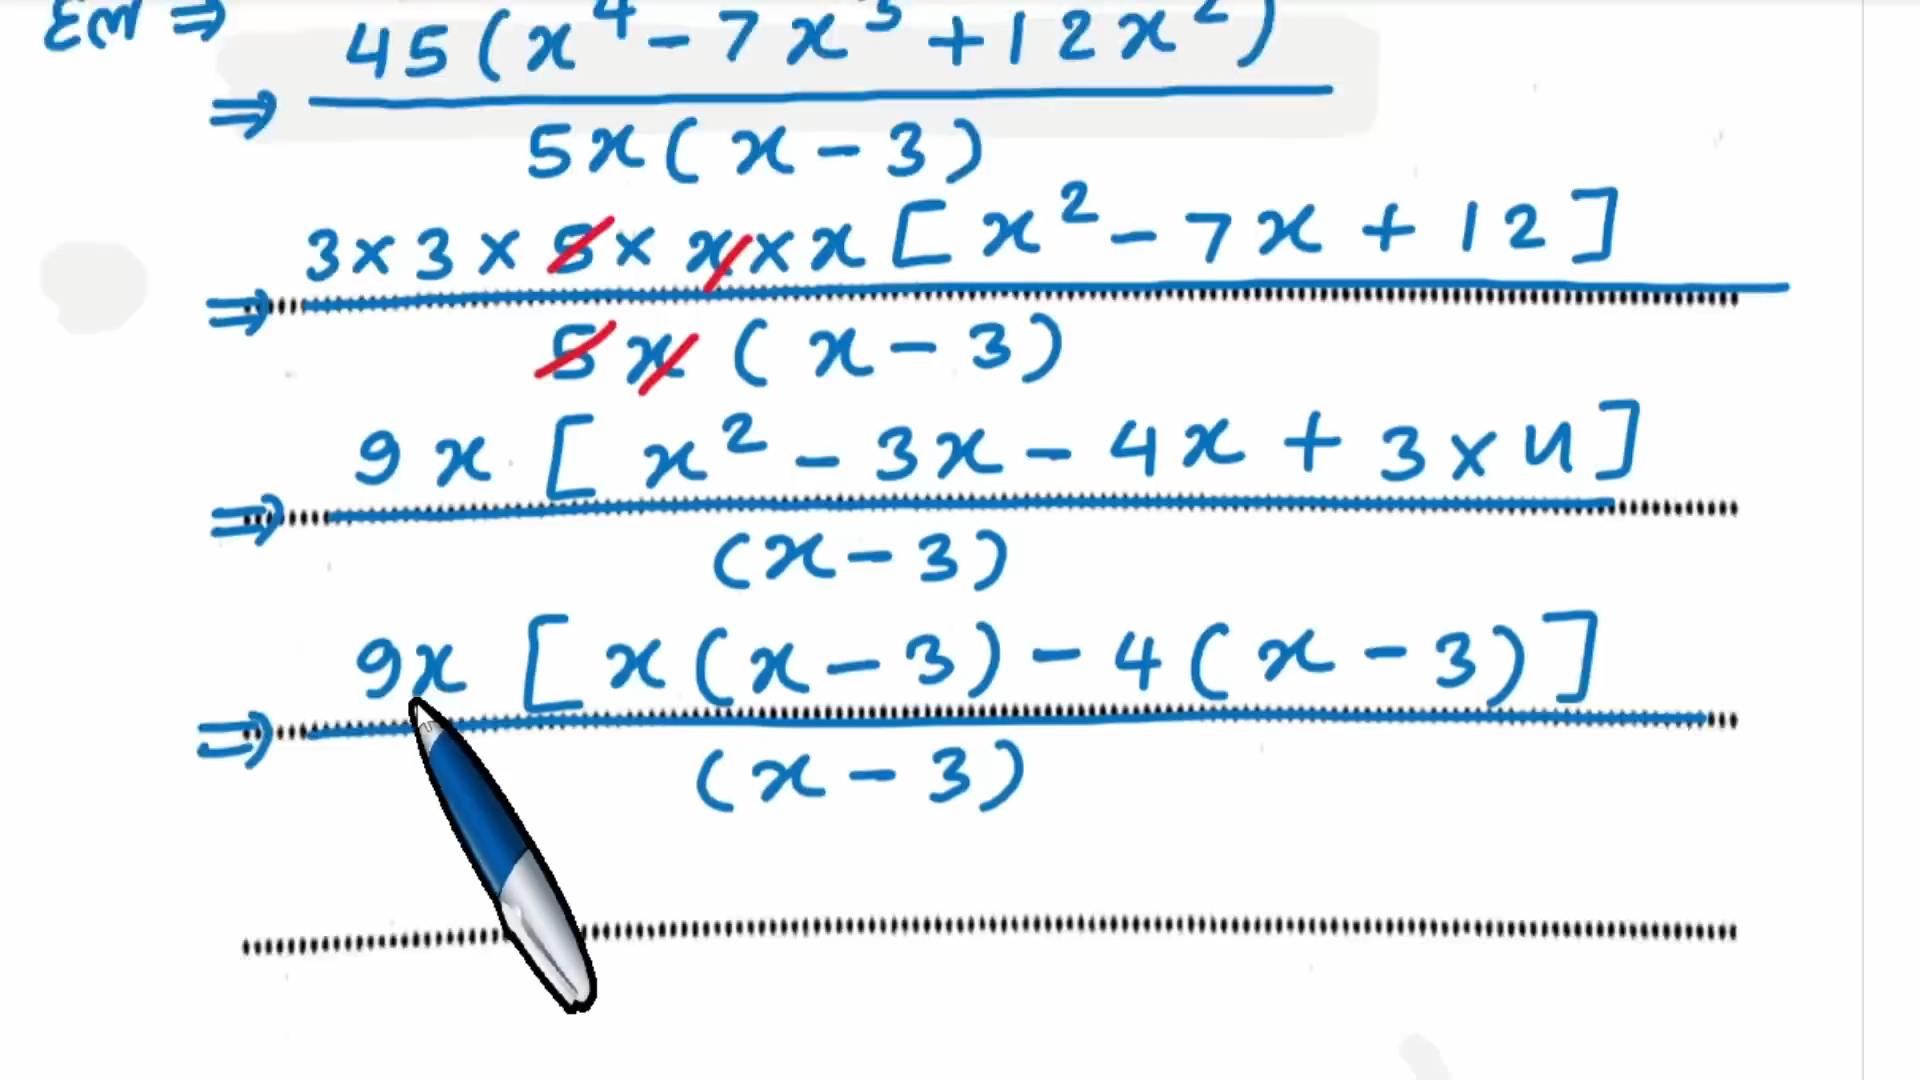 ⇒ 45(x⁴ - 7x³ + 12x²)
5x(x - 3)
⇒ 3 × 3 × 5 × x × x [x² - 7x + 12]
5x (x - 3)
⇒ 9x [x² - 3x - 4x + 3 × 4]
(x - 3)
⇒ 9x [x(x - 3) - 4(x - 3)]
(x - 3)